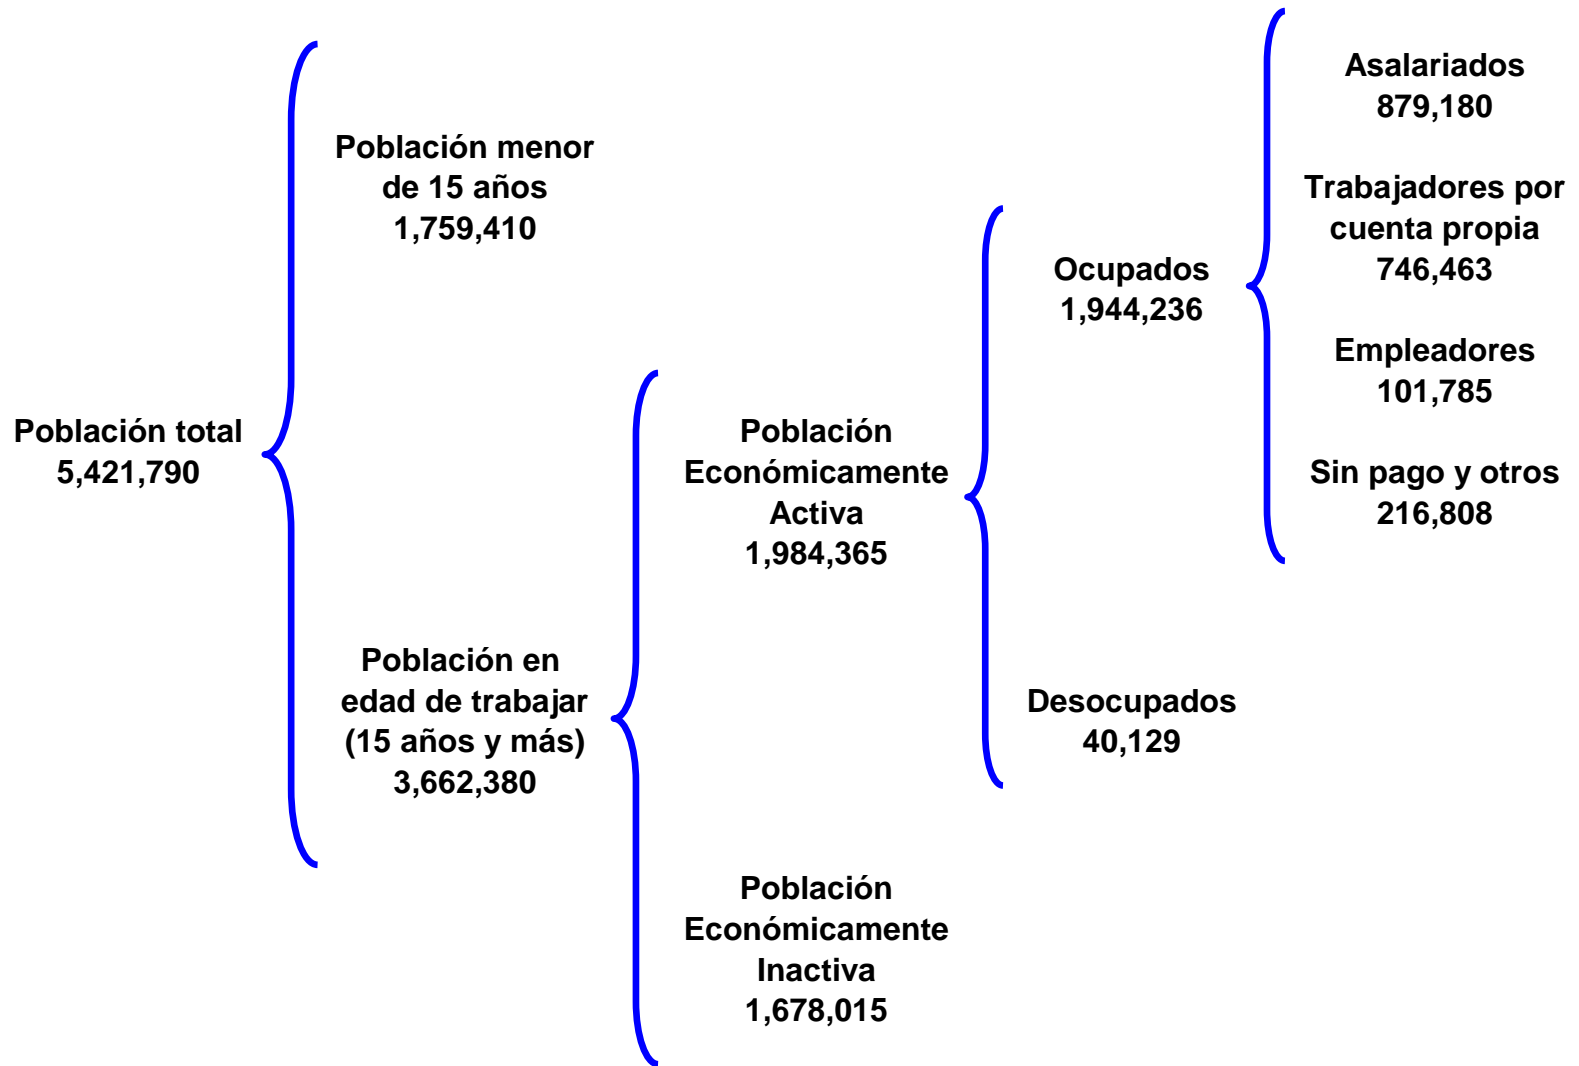 Población total
5,421,790
Población menor
de 15 años
1,759,410
Población en
edad de trabajar
(15 años y más)
3,662,380
Población
Económicamente
Activa
1,984,365
Población
Económicamente
Inactiva
1,678,015
Ocupados
1,944,236
Desocupados
40,129
Asalariados
879,180
Trabajadores por
cuenta propia
746,463
Empleadores
101,785
Sin pago y otros
216,808